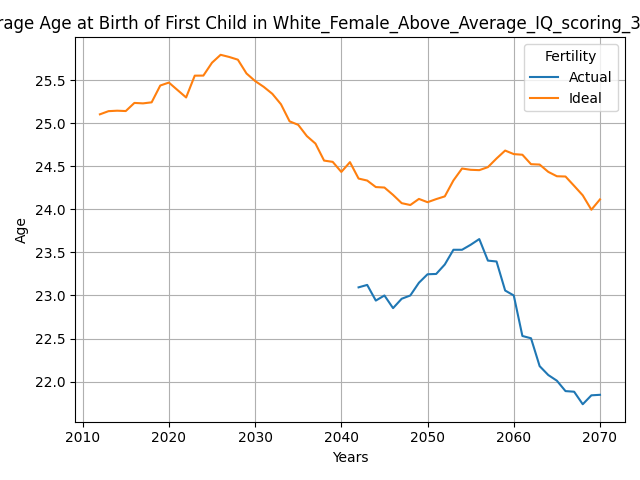 rage Age at Birth of First Child in White_Female_Above_Average_IQ_scoring_3
Fertility
Actual
Ideal
25.5
25.0
24.5
24.0
23.5
23.0
22.5
22.0
Age
2010 2020 2030 2040 2050 2060 2070
Years